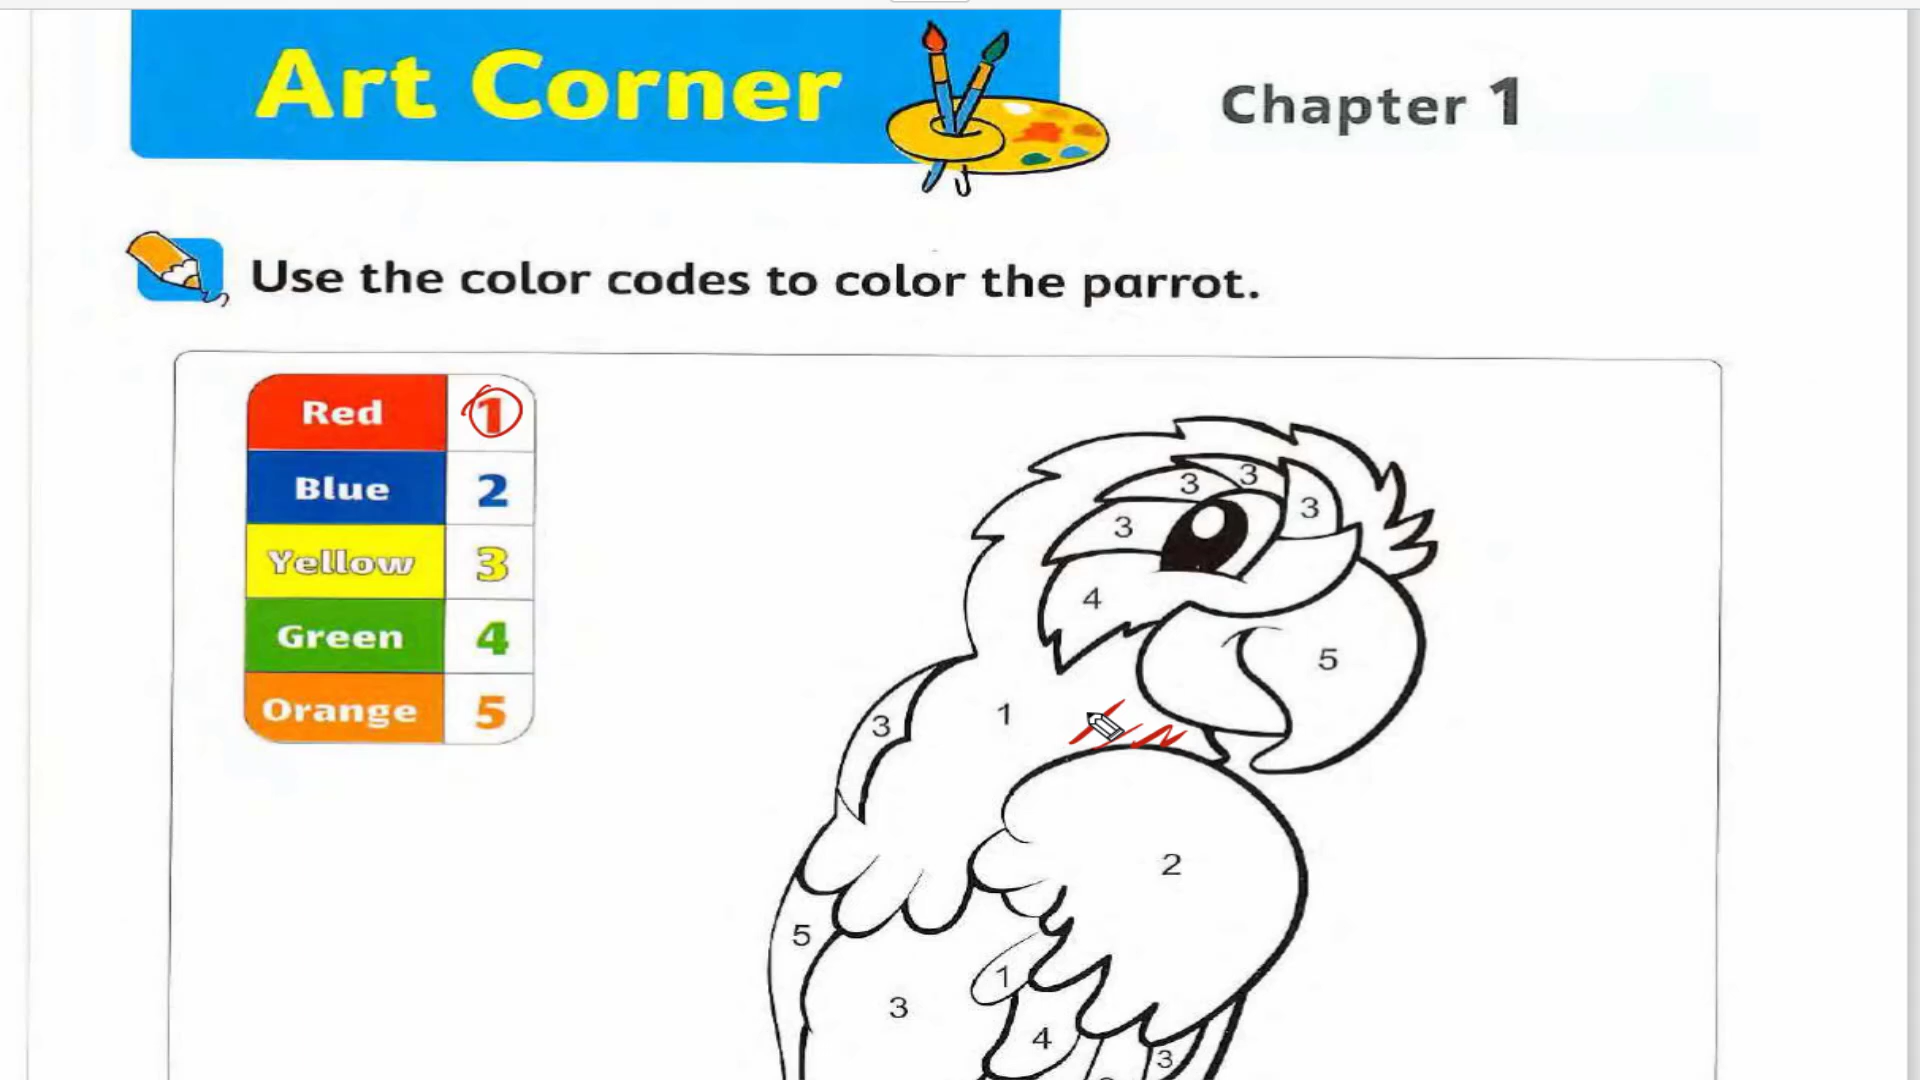 Art Corner
Chapter 1
Use the color codes to color the parrot.
Red 1
Blue 2
Yellow 3
Green 4
Orange 5
3 3 3
3
4
5
3 1
2
5
1
3
4
3